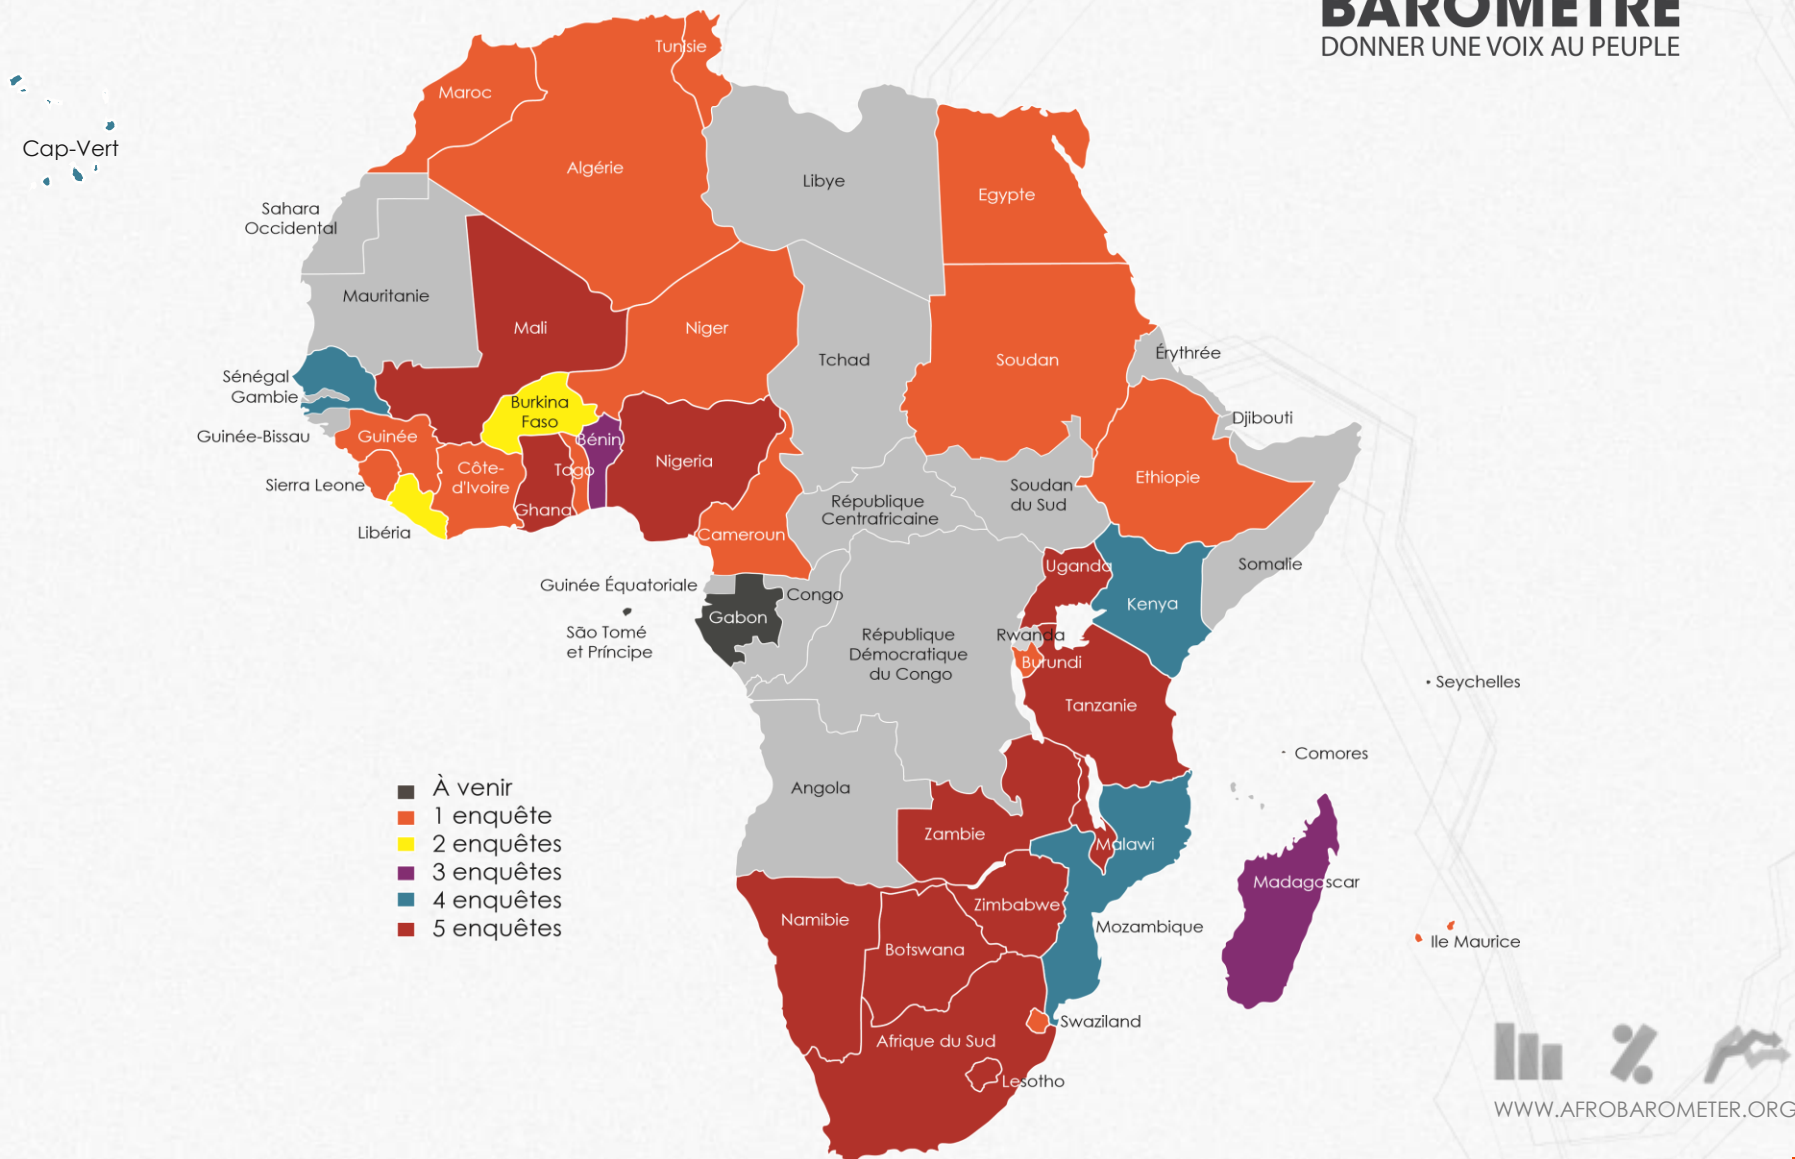 BAROMETRE
DONNER UNE VOIX AU PEUPLE
Tunisie
Maroc
Cap-Vert
Algérie
Libye
Egypte
Sahara
Occidental
Mauritanie
Mali
Niger
Tchad
Soudan
Érythrée
Sénégal
Gambie
Burkina
Faso
Djibouti
Guinée-Bissau
Guinée
Bénin
Côte-
d'Ivoire
Togo
Nigeria
Ethiopie
Sierra Leone
Ghana
Soudan
du Sud
République
Centrafricaine
Libéria
Cameroun
Uganda
Somalie
Guinée Équatoriale
Congo
Kenya
Gabon
São Tomé
et Príncipe
République
Démocratique
du Congo
Rwanda
Burundi
Seychelles
Tanzanie
Comores
Angola
Zambie
Malawi
Madagascar
À venir
1 enquête
2 enquêtes
3 enquêtes
4 enquêtes
5 enquêtes
Namibie
Zimbabwe
Botswana
Mozambique
Ile Maurice
Swaziland
Afrique du Sud
Lesotho
%
WWW.AFROBAROMETER.ORG